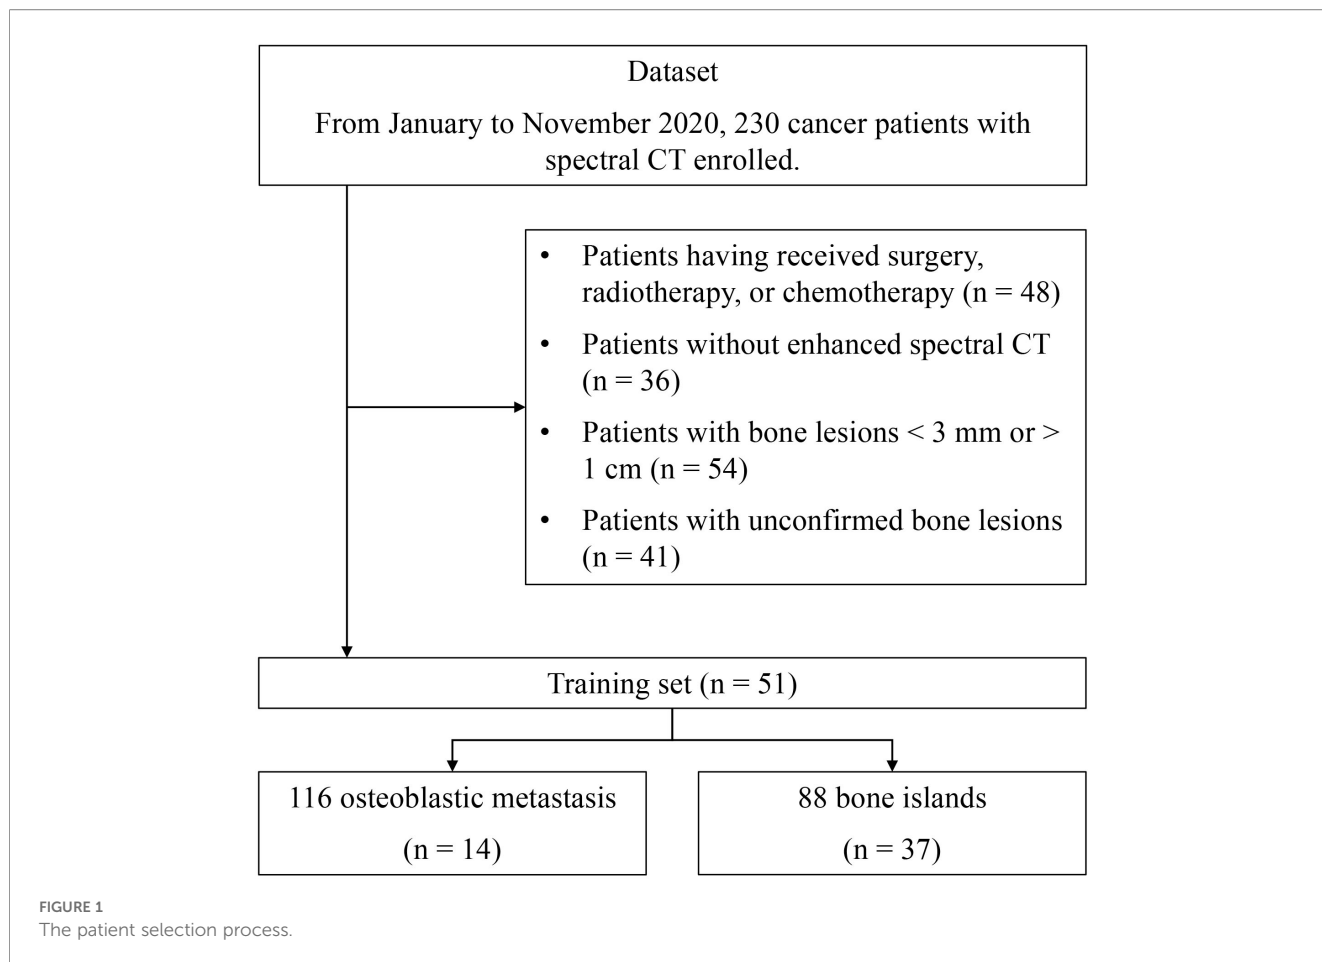 Dataset
From January to November 2020, 230 cancer patients with
spectral CT enrolled.
• Patients having received surgery,
radiotherapy, or chemotherapy (n = 48)
• Patients without enhanced spectral CT
(n = 36)
• Patients with bone lesions < 3 mm or >
1 cm (n = 54)
• Patients with unconfirmed bone lesions
(n = 41)
Training set (n = 51)
116 osteoblastic metastasis
(n = 14)
88 bone islands
(n = 37)
FIGURE 1
The patient selection process.